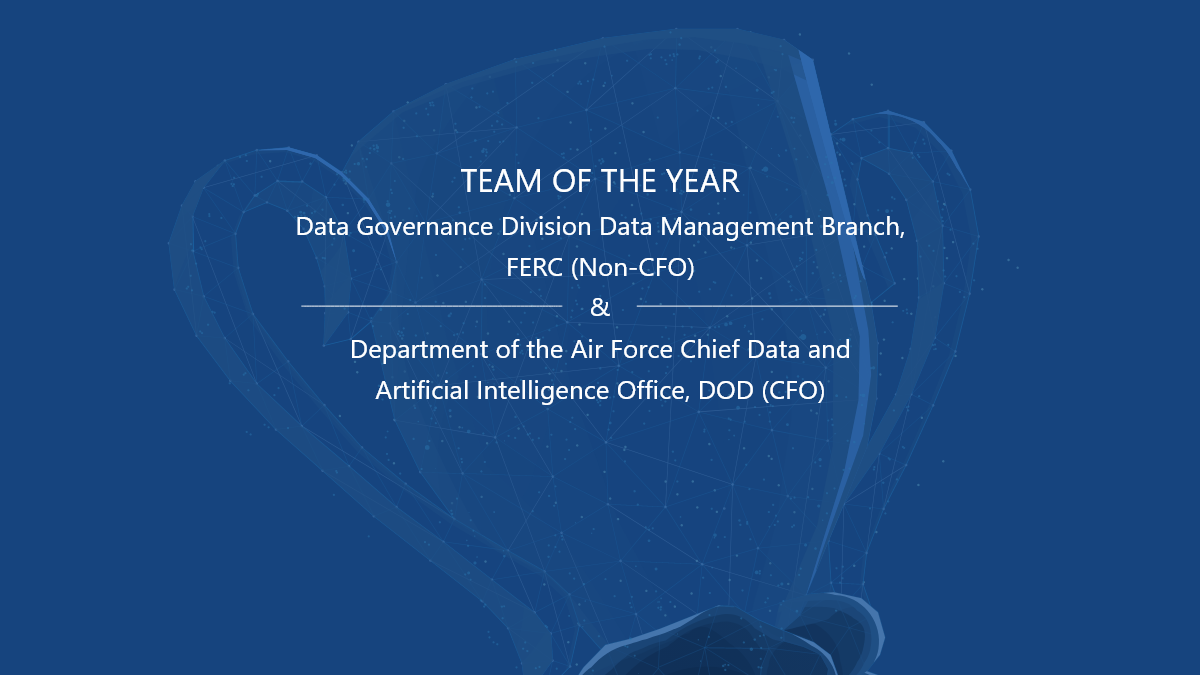 TEAM OF THE YEAR
Data Governance Division Data Management Branch,
FERC (Non-CFO)
&
Department of the Air Force Chief Data and
Artificial Intelligence Office, DOD (CFO)